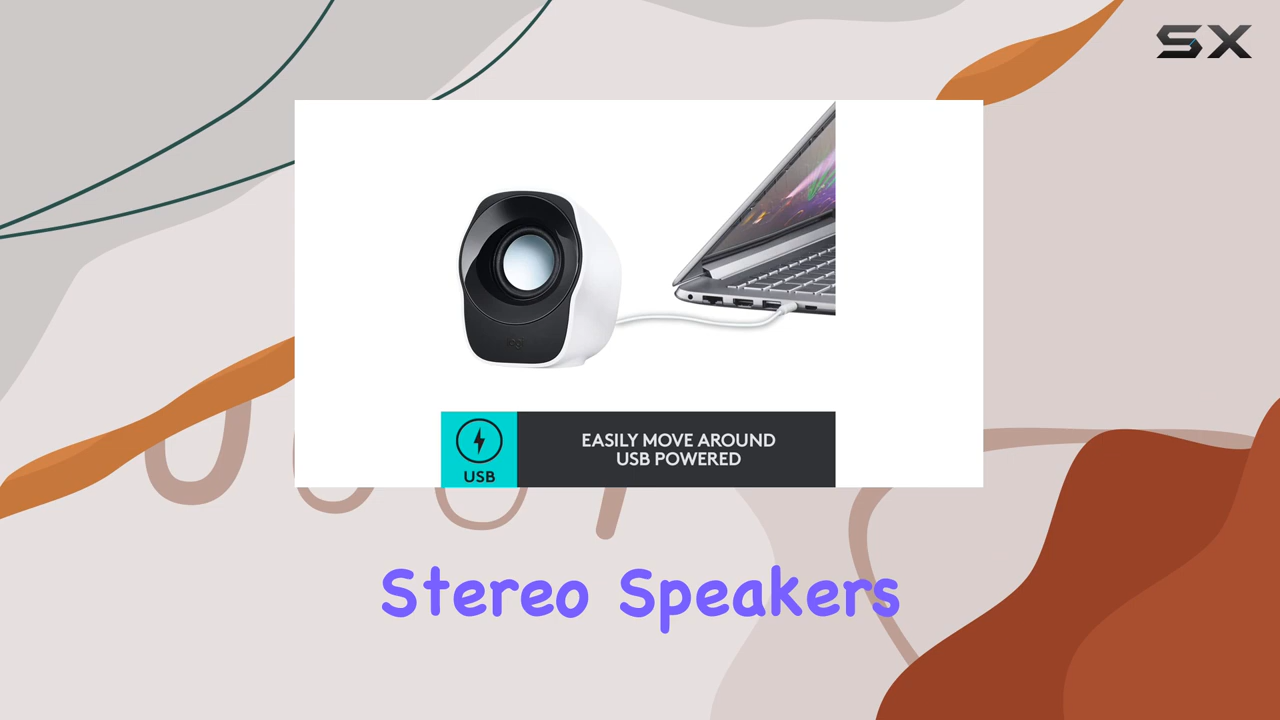 SX
EASILY MOVE AROUND
USB POWERED
USB
Stereo Speakers